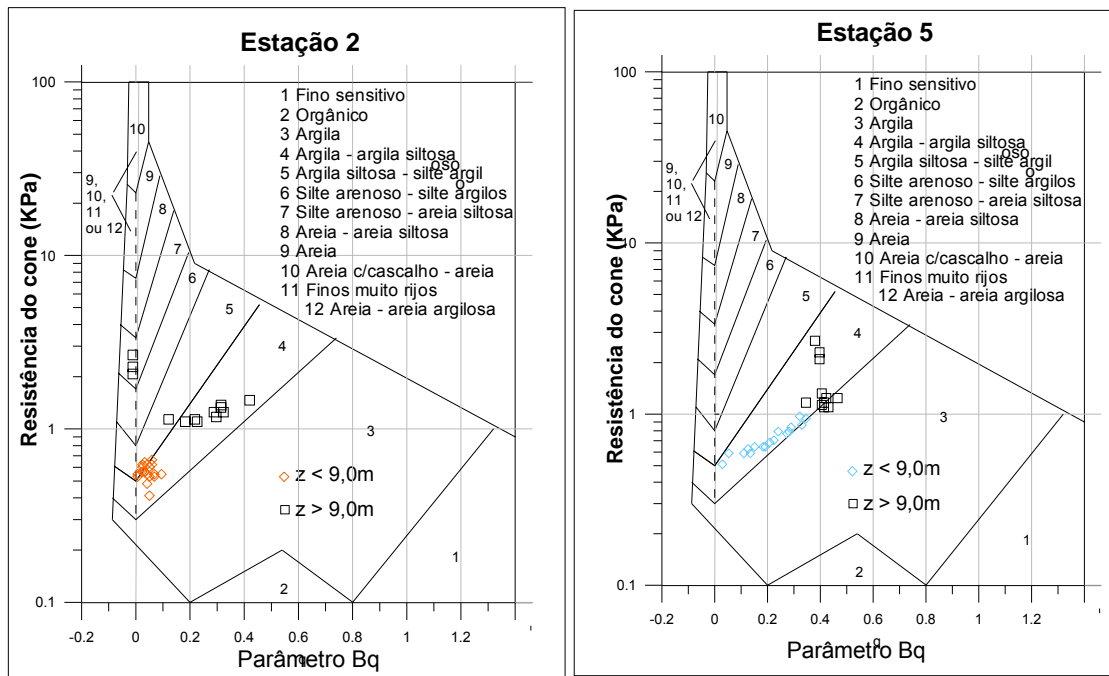 Estação 2
100
10
1
0.1
Resistência do cone (KPa)
1 Fino sensitivo
2 Orgânico
3 Argila
4 Argila - argila siltosa
oso
5 Argila siltosa - silte argil
o
6 Silte arenoso - silte argilos
7 Silte arenoso - areia siltosa
8 Areia - areia siltosa
9 Areia
10 Areia c/cascalho - areia
11 Finos muito rijos
12 Areia - areia argilosa
10
9,
10,
11
ou 12
9
8
7
6
5
4
3
1
2
z < 9,0m
z > 9,0m
-0.2 0 0.2 0.4 0.6 0.8 1 1.2
q
Parâmetro Bq
Estação 5
100
10
1
0.1
Resistência do cone (KPa)
1 Fino sensitivo
2 Orgânico
3 Argila
4 Argila - argila siltosa
oso
5 Argila siltosa - silte argil
o
6 Silte arenoso - silte argilos
7 Silte arenoso - areia siltosa
8 Areia - areia siltosa
9 Areia
10 Areia c/cascalho - areia
11 Finos muito rijos
12 Areia - areia argilosa
10
9,
10,
11
ou 12
9
8
7
6
5
4
3
1
2
z < 9,0m
z > 9,0m
-0.2 0 0.2 0.4 0.6 0.8 1 1.2
q
Parâmetro Bq